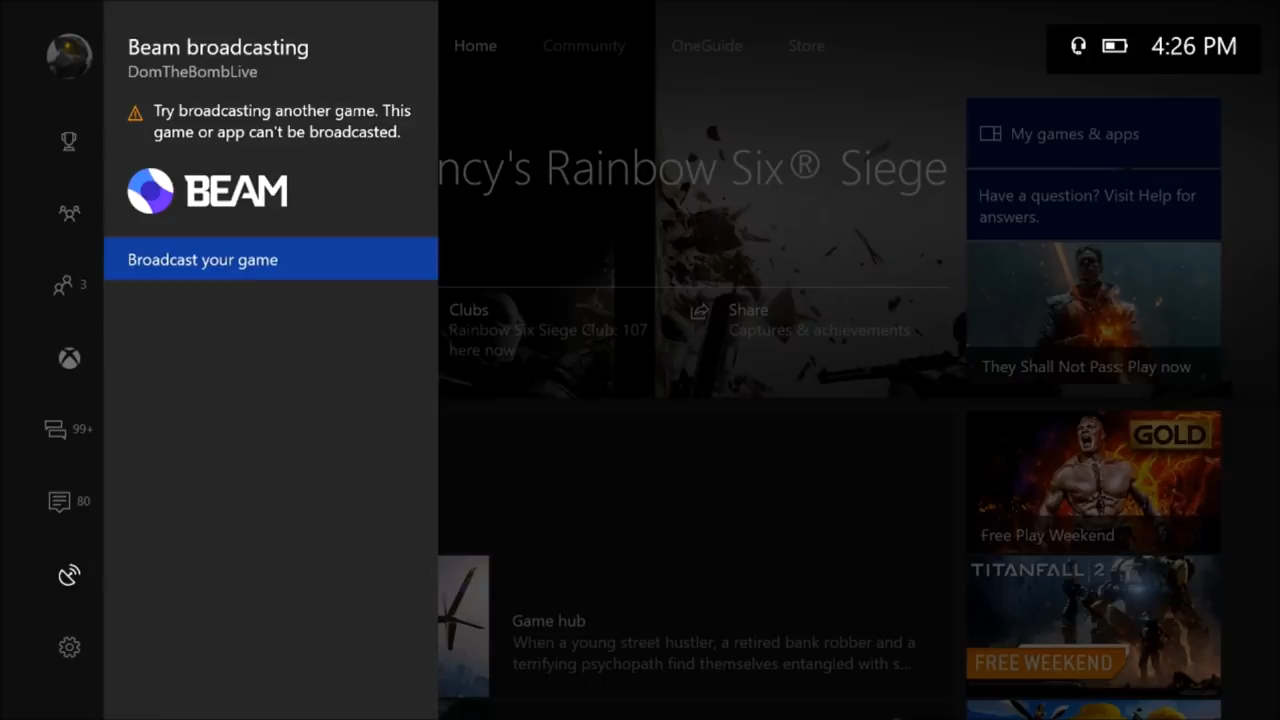 Beam broadcasting
DomTheBombLive
Try broadcasting another game. This
game or app can't be broadcasted.
BEAM
Broadcast your game
3
99+
80
Home
Community
OneGuide
Store
4:26 PM
ncy's Rainbow Six® Siege
Clubs
Rainbow Six Siege Club: 107
here now
Share
Captures & achievements
Game hub
When a young street hustler, a retired bank robber and a
terrifying psychopath find themselves entangled with s...
My games & apps
Have a question? Visit Help for
answers.
They Shall Not Pass: Play now
GOLD
Free Play Weekend
TITANFALL 2
FREE WEEKEND